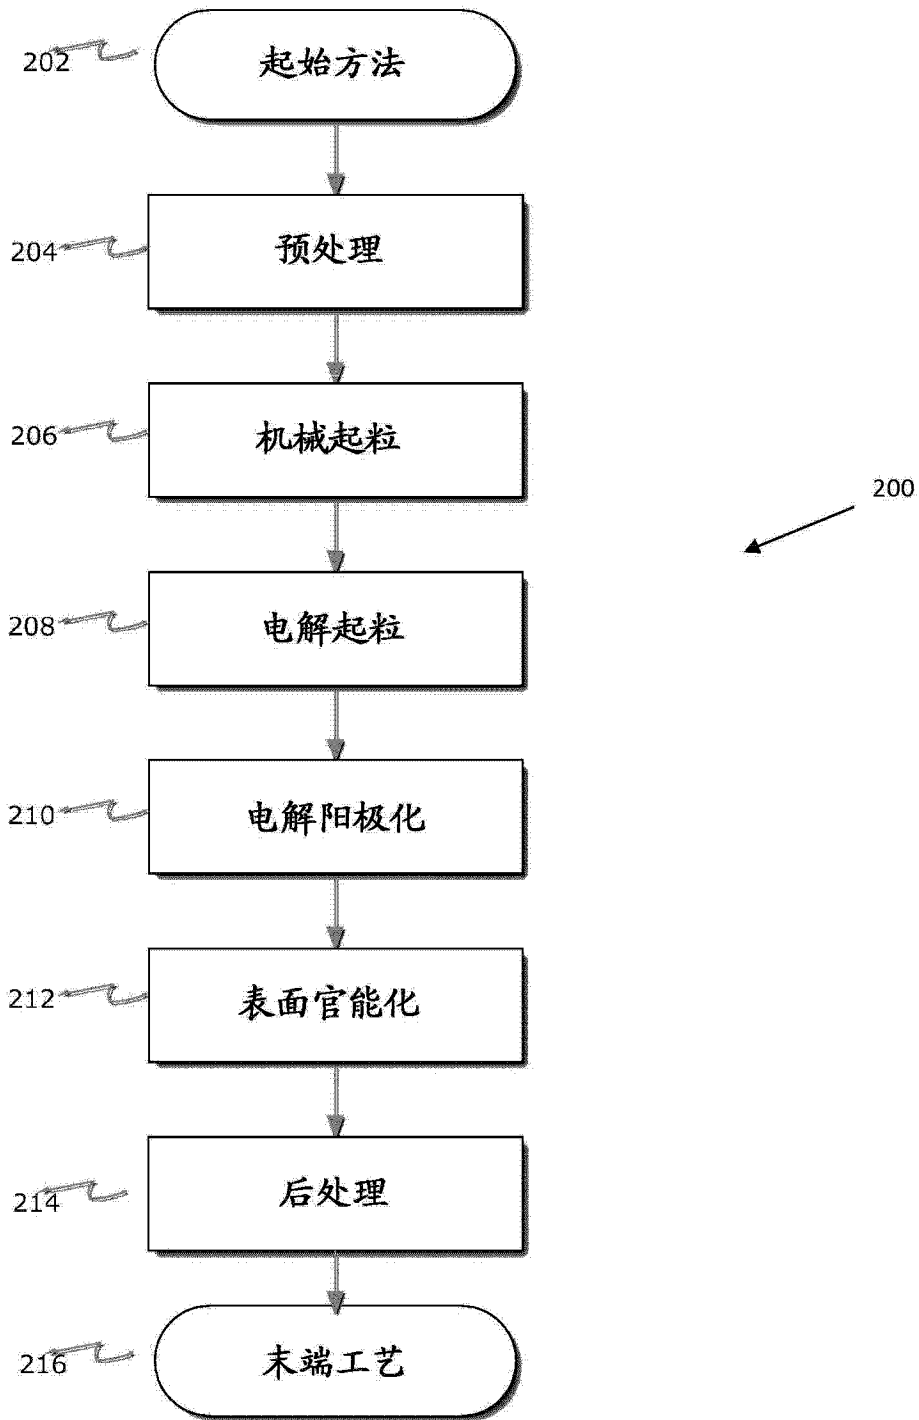 202 起始方法
204 预处理
206 机械起粒
200
208 电解起粒
210 电解阳极化
212 表面官能化
214 后处理
216 末端工艺